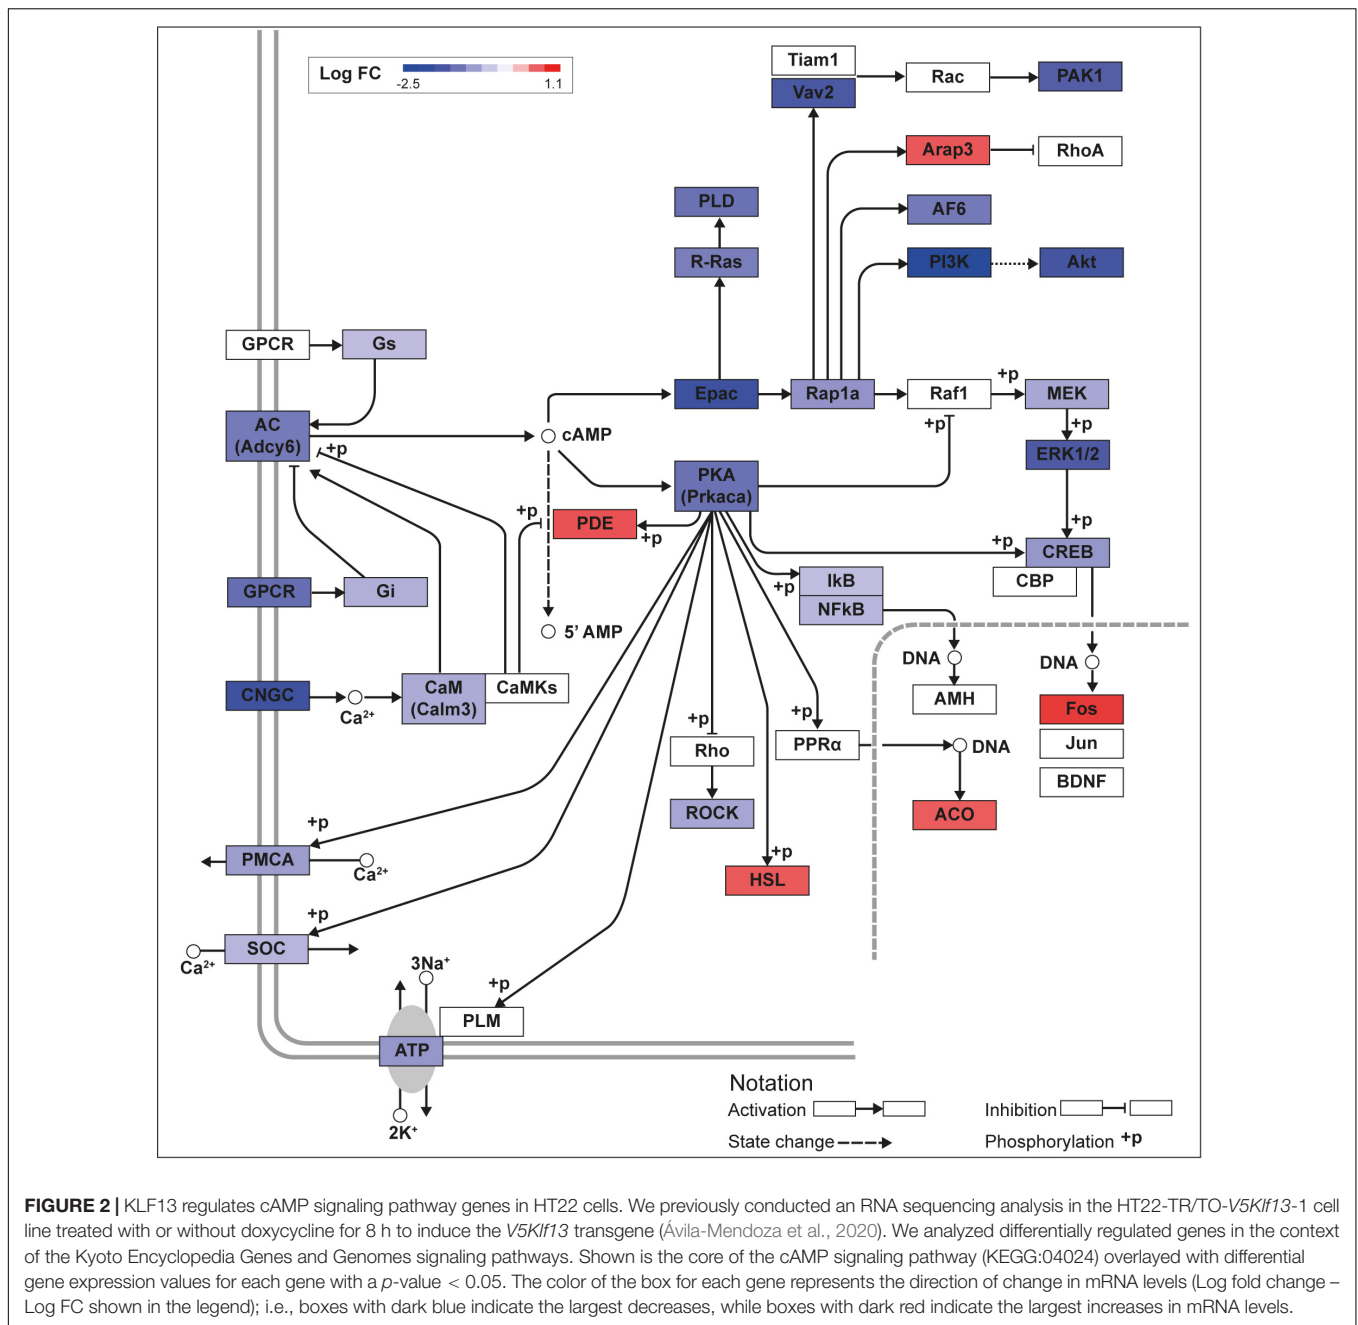 Log FC
-2.5
1.1
Tiam1
Vav2
Rac
PAK1
Arap3
RhoA
PLD
AF6
R-Ras
PI3K
Akt
GPCR
Gs
Epac
Rap1a
Raf1
+p
MEK
AC
(Adcy6)
+p
cAMP
+p
+p
ERK1/2
PKA
(Prkaca)
+p
PDE
+p
+p
+p
CREB
CBP
GPCR
Gi
IkB
+p
NFkB
5' AMP
DNA
DNA
CNGC
Ca2+
CaM
(Calm3)
CaMKs
AMH
Fos
+p
+p
Rho
PPRα
DNA
Jun
BDNF
ROCK
ACO
+p
PMCA
Ca2+
+p
HSL
+p
SOC
Ca2+
3Na+
+p
PLM
ATP
2K+
Notation
Activation
Inhibition
State change
Phosphorylation +p
FIGURE 2 | KLF13 regulates cAMP signaling pathway genes in HT22 cells. We previously conducted an RNA sequencing analysis in the HT22-TR/TO-V5Klf13-1 cell
line treated with or without doxycycline for 8 h to induce the V5Klf13 transgene (Ávila-Mendoza et al., 2020). We analyzed differentially regulated genes in the context
of the Kyoto Encyclopedia Genes and Genomes signaling pathways. Shown is the core of the cAMP signaling pathway (KEGG:04024) overlayed with differential
gene expression values for each gene with a p-value < 0.05. The color of the box for each gene represents the direction of change in mRNA levels (Log fold change –
Log FC shown in the legend); i.e., boxes with dark blue indicate the largest decreases, while boxes with dark red indicate the largest increases in mRNA levels.